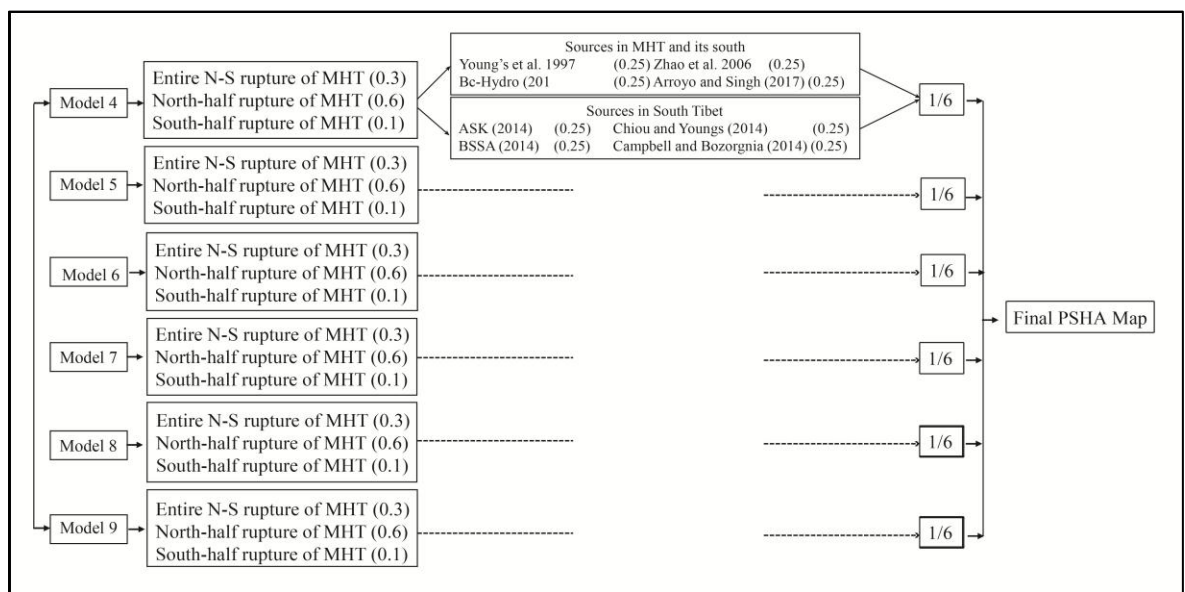 Model 4
Entire N-S rupture of MHT (0.3)
North-half rupture of MHT (0.6)
South-half rupture of MHT (0.1)
Sources in MHT and its south
Young's et al. 1997 (0.25) Zhao et al. 2006 (0.25)
Bc-Hydro (201 (0.25) Arroyo and Singh (2017) (0.25)
Sources in South Tibet
ASK (2014) (0.25) Chiou and Youngs (2014) (0.25)
BSSA (2014) (0.25) Campbell and Bozorgnia (2014) (0.25)
1/6
Model 5
Entire N-S rupture of MHT (0.3)
North-half rupture of MHT (0.6)
South-half rupture of MHT (0.1)
1/6
Model 6
Entire N-S rupture of MHT (0.3)
North-half rupture of MHT (0.6)
South-half rupture of MHT (0.1)
1/6
Model 7
Entire N-S rupture of MHT (0.3)
North-half rupture of MHT (0.6)
South-half rupture of MHT (0.1)
1/6
Model 8
Entire N-S rupture of MHT (0.3)
North-half rupture of MHT (0.6)
South-half rupture of MHT (0.1)
1/6
Model 9
Entire N-S rupture of MHT (0.3)
North-half rupture of MHT (0.6)
South-half rupture of MHT (0.1)
1/6
Final PSHA Map